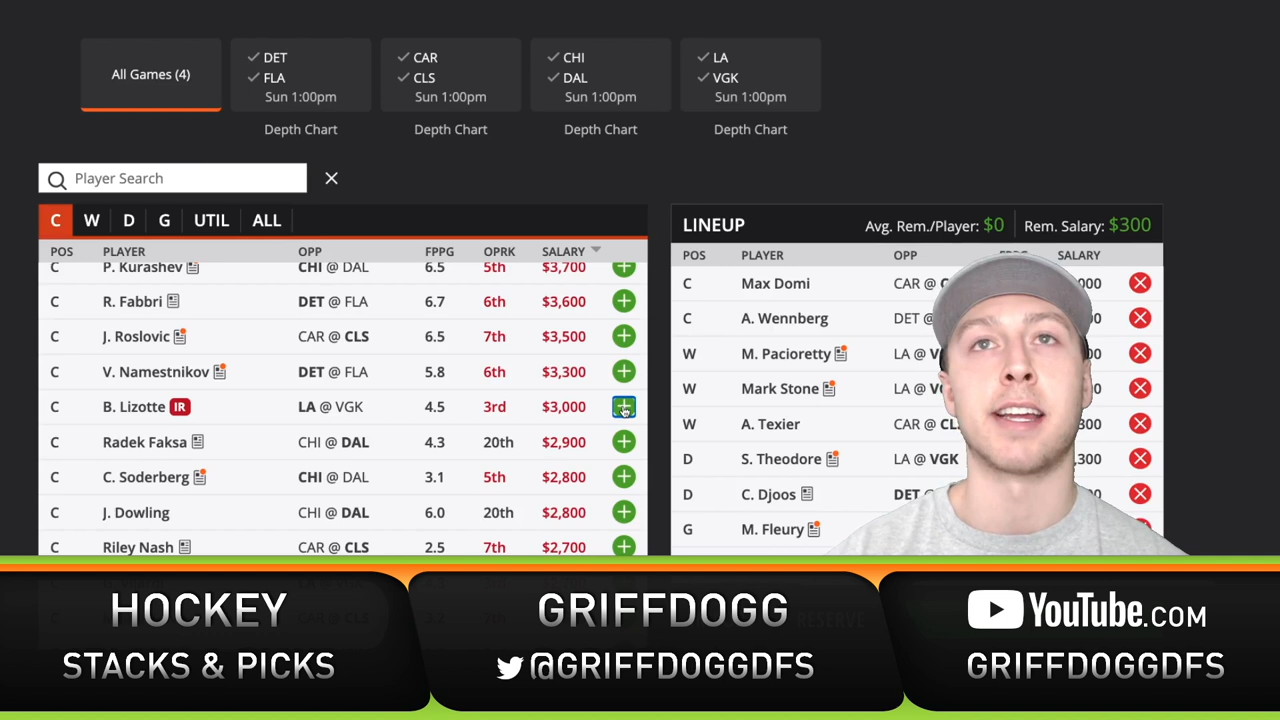 All Games (4)
DET
FLA
Sun 1:00pm
Depth Chart
CAR
CLS
Sun 1:00pm
Depth Chart
CHI
DAL
Sun 1:00pm
Depth Chart
LA
VGK
Sun 1:00pm
Depth Chart
Player Search
C W D G UTIL ALL
POS PLAYER OPP FPPG OPRK SALARY
C P. Kurashev CHI @ DAL 6.5 5th $3,700
C R. Fabbri DET @ FLA 6.7 6th $3,600
C J. Roslovic CAR @ CLS 6.5 7th $3,500
C V. Namestnikov DET @ FLA 5.8 6th $3,300
C B. Lizotte IR LA @ VGK 4.5 3rd $3,000
C Radek Faksa CHI @ DAL 4.3 20th $2,900
C C. Soderberg CHI @ DAL 3.1 5th $2,800
C J. Dowling CHI @ DAL 6.0 20th $2,800
C Riley Nash CAR @ CLS 2.5 7th $2,700
LINEUP Avg. Rem./Player: $0 Rem. Salary: $300
POS PLAYER OPP SALARY
C Max Domi CAR @
C A. Wennberg DET @
W M. Pacioretty LA @
W Mark Stone LA @
W A. Texier CAR @
D S. Theodore LA @ VGK
D C. Djoos DET
G M. Fleury
RESERVE
HOCKEY
STACKS & PICKS
GRIFFDOGG
@GRIFFDOGGDFS
YouTube.COM
GRIFFDOGGDFS